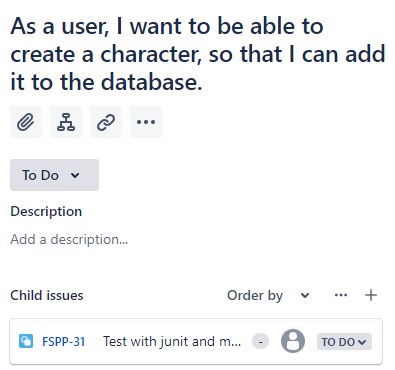 As a user, I want to be able to
create a character, so that I can add
it to the database.
To Do
Description
Add a description...
Child issues Order by
FSPP-31 Test with junit and m... - TO DO